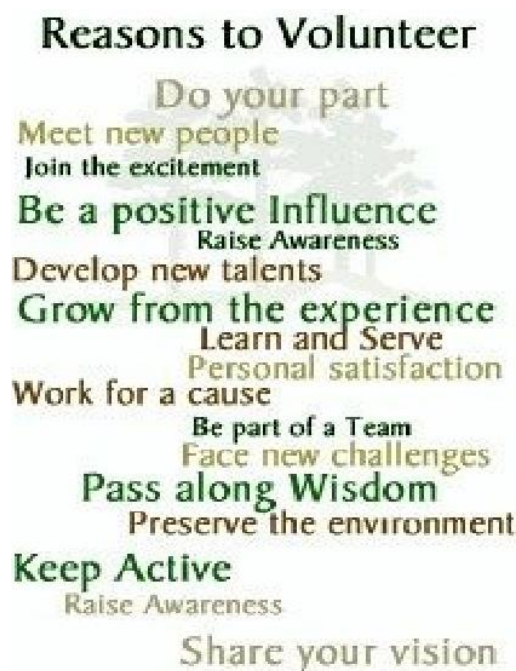 Reasons to Volunteer
Do your part
Meet new people
Join the excitement
Be a positive Influence
Raise Awareness
Develop new talents
Grow from the experience
Learn and Serve
Personal satisfaction
Work for a cause
Be part of a Team
Face new challenges
Pass along Wisdom
Preserve the environment
Keep Active
Raise Awareness
Share your vision